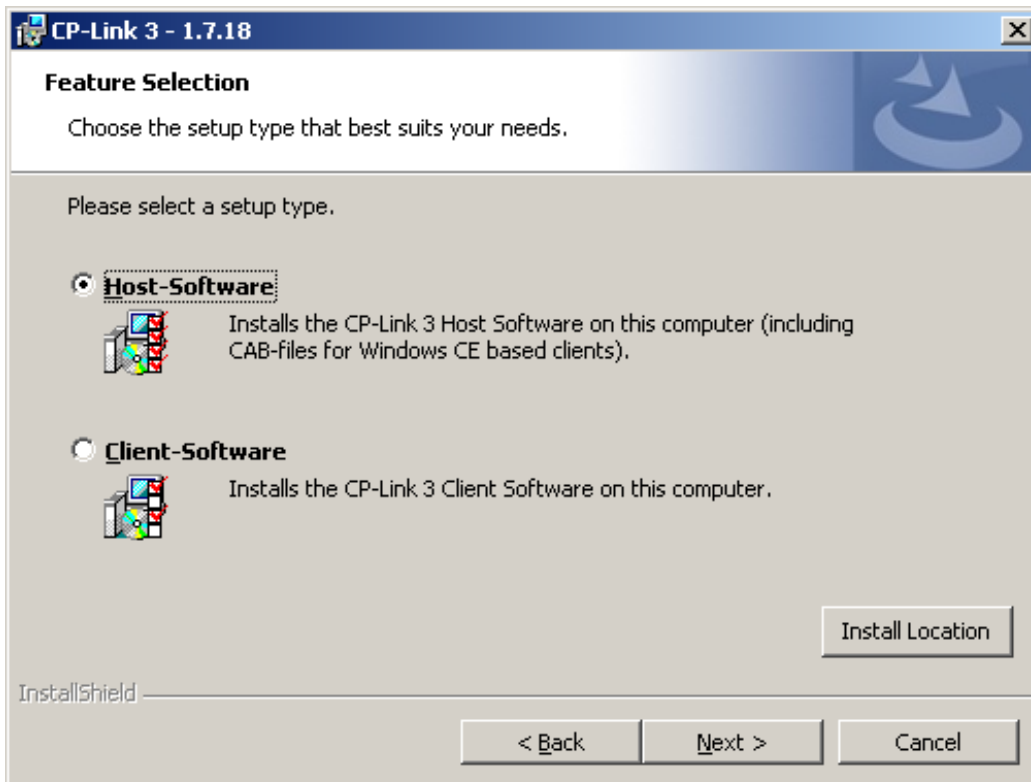 CP-Link 3 - 1.7.18
Feature Selection
Choose the setup type that best suits your needs.
Please select a setup type.
Host-Software
Installs the CP-Link 3 Host Software on this computer (including
CAB-files for Windows CE based clients).
Client-Software
Installs the CP-Link 3 Client Software on this computer.
Install Location
InstallShield
< Back
Next >
Cancel